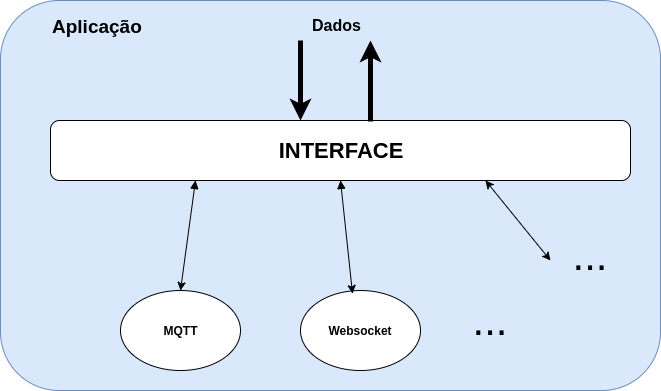 Aplicação
Dados
INTERFACE
...
MQTT
Websocket
...